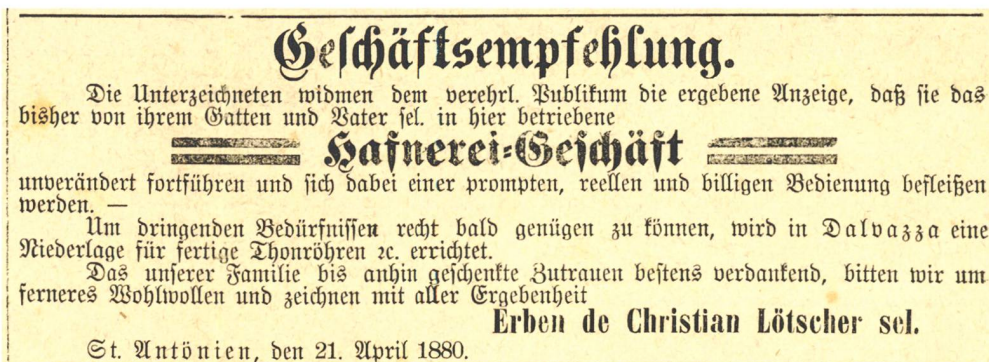 Geschäftsempfehlung.
Die Unterzeichneten widmen dem verehrl. Publikum die ergebene Anzeige, daß sie das
bisher von ihrem Gatten und Vater sel. in hier betriebene
Hafnerei-Geschäft
unverändert fortführen und sich dabei einer prompten, reellen und billigen Bedienung befleißen
werden. —
Um dringenden Bedürfnissen recht bald genügen zu können, wird in Dalvazza eine
Niederlage für fertige Thonröhren ꝛc. errichtet.
Das unserer Familie bis anhin geschenkte Zutrauen bestens verdankend, bitten wir um
ferneres Wohlwollen und zeichnen mit aller Ergebenheit
Erben de Christian Lötscher sel.
St. Antönien, den 21. April 1880.